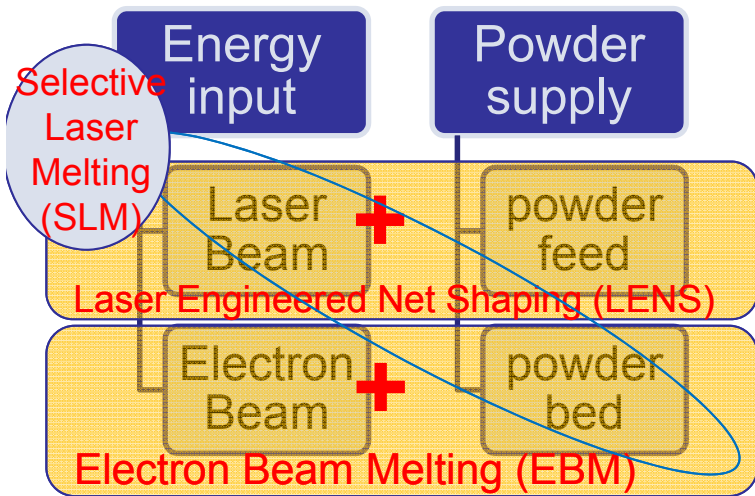 Energy
input
Powder
supply
Selective
Laser
Melting
(SLM)
Laser
Beam
+
powder
feed
Laser Engineered Net Shaping (LENS)
Electron
Beam
+
powder
bed
Electron Beam Melting (EBM)